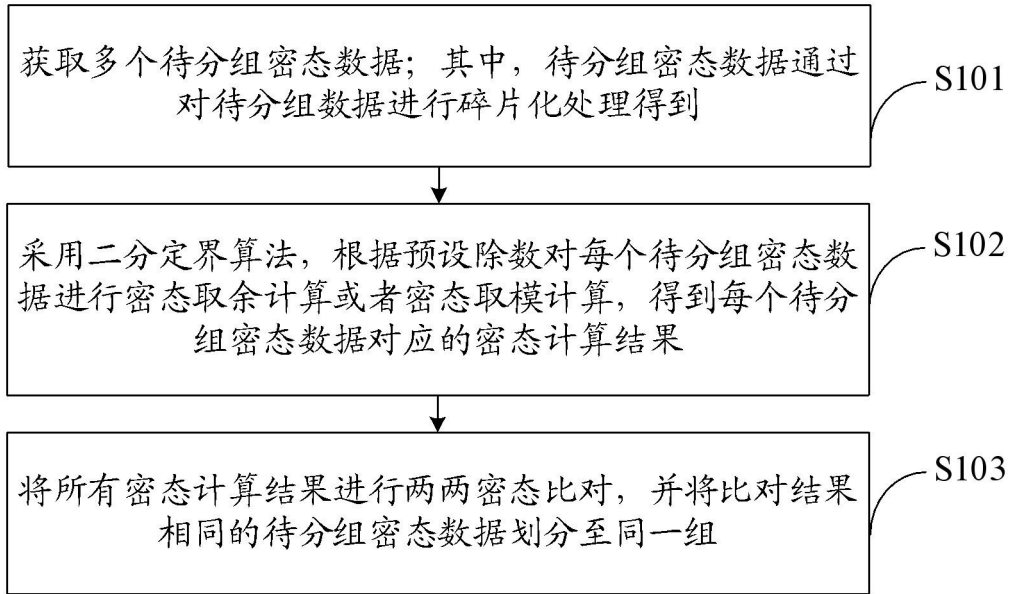 获取多个待分组密态数据；其中，待分组密态数据通过
对待分组数据进行碎片化处理得到
S101
采用二分定界算法，根据预设除数对每个待分组密态数
据进行密态取余计算或者密态取模计算，得到每个待分
组密态数据对应的密态计算结果
S102
将所有密态计算结果进行两两密态比对，并将比对结果
相同的待分组密态数据划分至同一组
S103